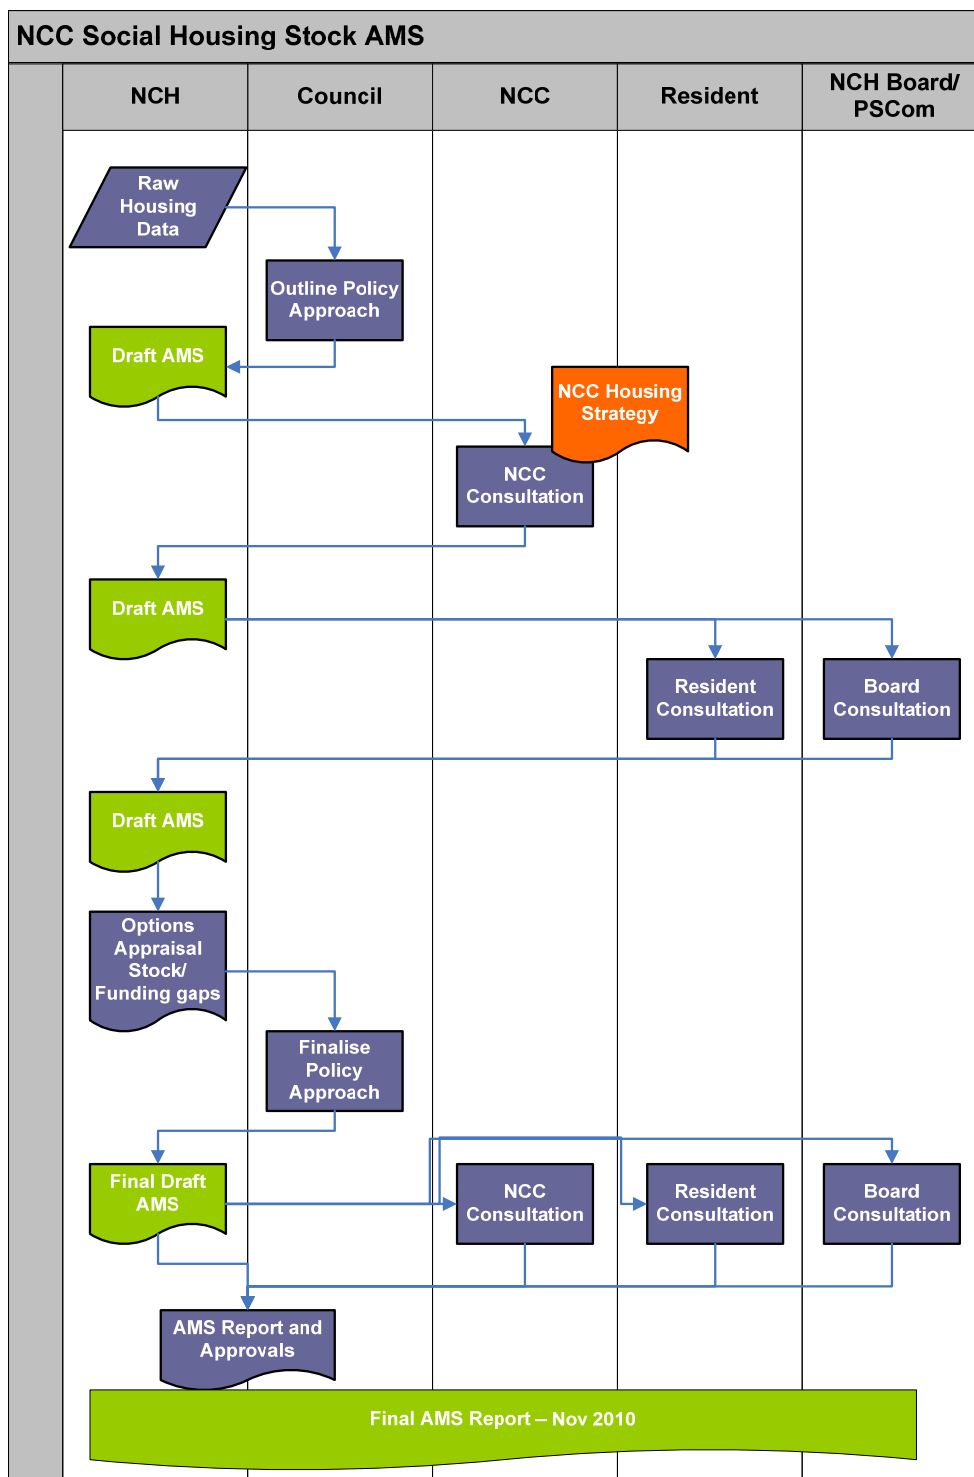 NCC Social Housing Stock AMS
NCH
Council
NCC
Resident
NCH Board/
PSCom
Raw
Housing
Data
Outline Policy
Approach
Draft AMS
NCC Housing
Strategy
NCC
Consultation
Draft AMS
Resident
Consultation
Board
Consultation
Draft AMS
Options
Appraisal
Stock/
Funding gaps
Finalise
Policy
Approach
Final Draft
AMS
NCC
Consultation
Resident
Consultation
Board
Consultation
AMS Report and
Approvals
Final AMS Report – Nov 2010